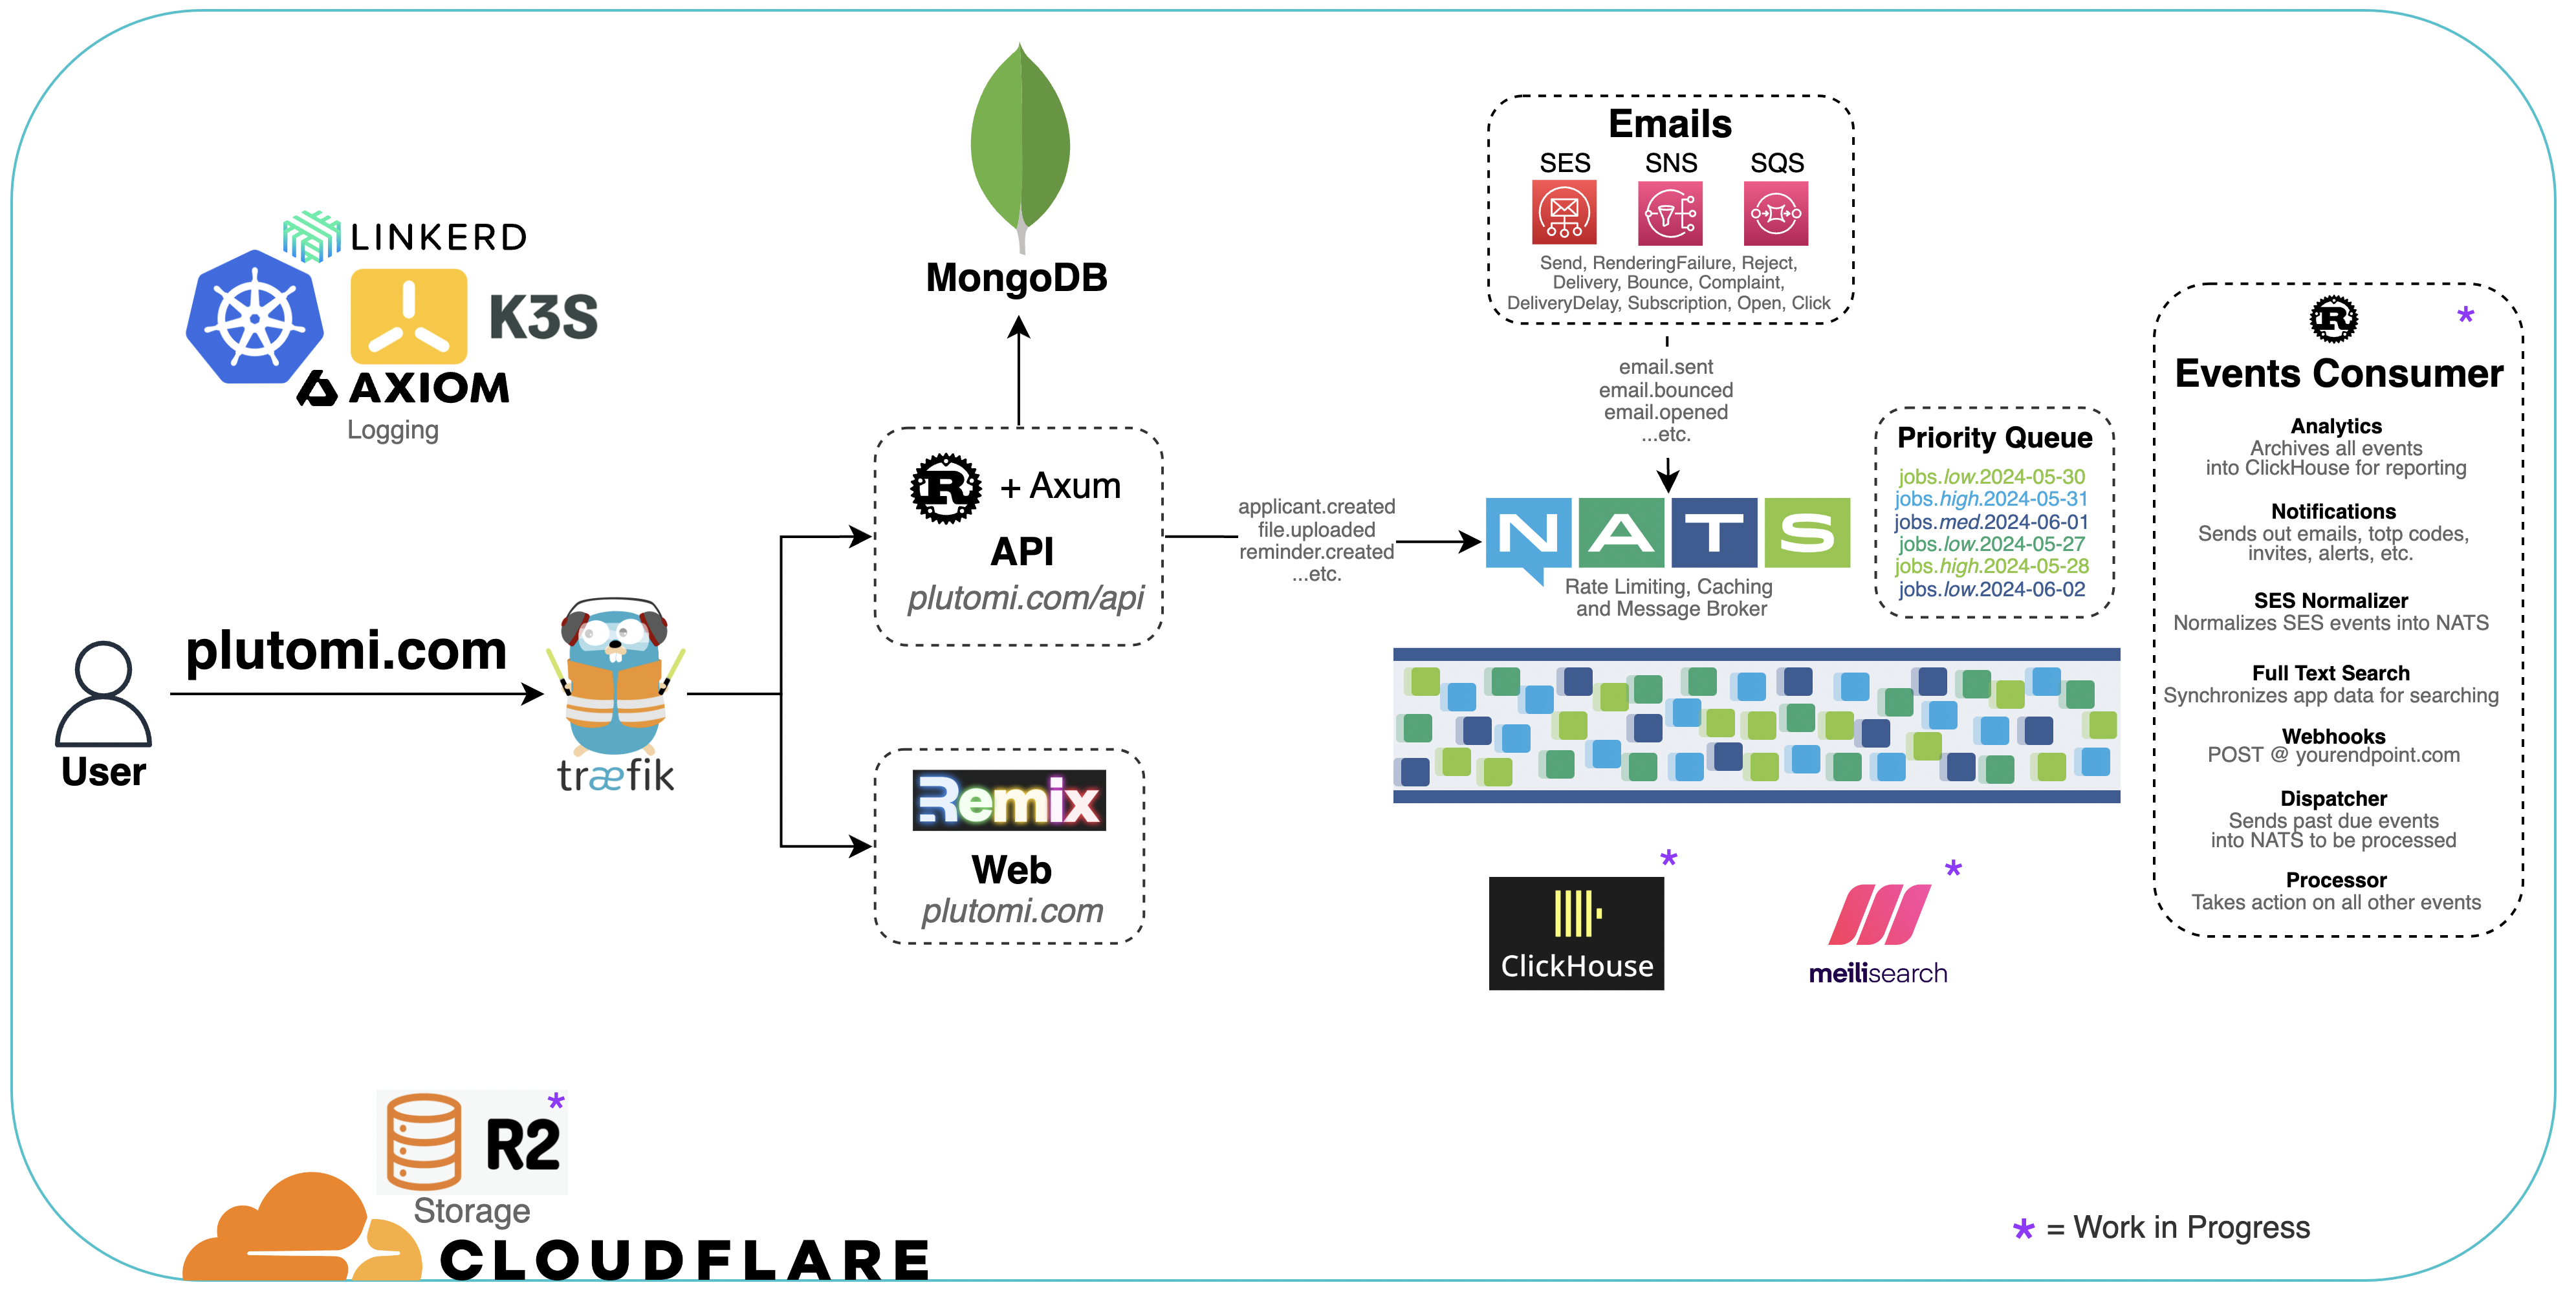 LINKERD
K3S
AXIOM
Logging
MongoDB
Emails
SES SNS SQS
Send, RenderingFailure, Reject,
Delivery, Bounce, Complaint,
DeliveryDelay, Subscription, Open, Click
email.sent
email.bounced
email.opened
...etc.
R + Axum
API
plutomi.com/api
applicant.created
file.uploaded
reminder.created
...etc.
NATS
Rate Limiting, Caching
and Message Broker
Priority Queue
jobs.low.2024-05-30
jobs.high.2024-05-31
jobs.med.2024-06-01
jobs.low.2024-05-27
jobs.high.2024-05-28
jobs.low.2024-06-02
R *
Events Consumer
Analytics
Archives all events
into ClickHouse for reporting
Notifications
Sends out emails, totp codes,
invites, alerts, etc.
SES Normalizer
Normalizes SES events into NATS
Full Text Search
Synchronizes app data for searching
Webhooks
POST @ yourendpoint.com
Dispatcher
Sends past due events
into NATS to be processed
Processor
Takes action on all other events
User
plutomi.com
træfik
Remix
Web
plutomi.com
*
ClickHouse
*
meilisearch
R2 *
Storage
CLOUDFLARE
* = Work in Progress